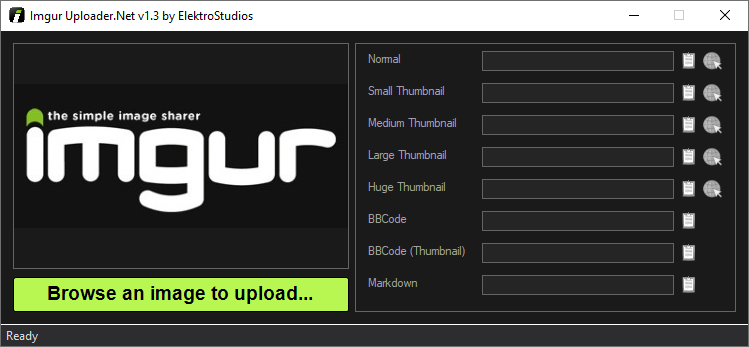 Imgur Uploader.Net v1.3 by ElektroStudios
the simple image sharer
imgur
Browse an image to upload...
Normal
Small Thumbnail
Medium Thumbnail
Large Thumbnail
Huge Thumbnail
BBCode
BBCode (Thumbnail)
Markdown
Ready